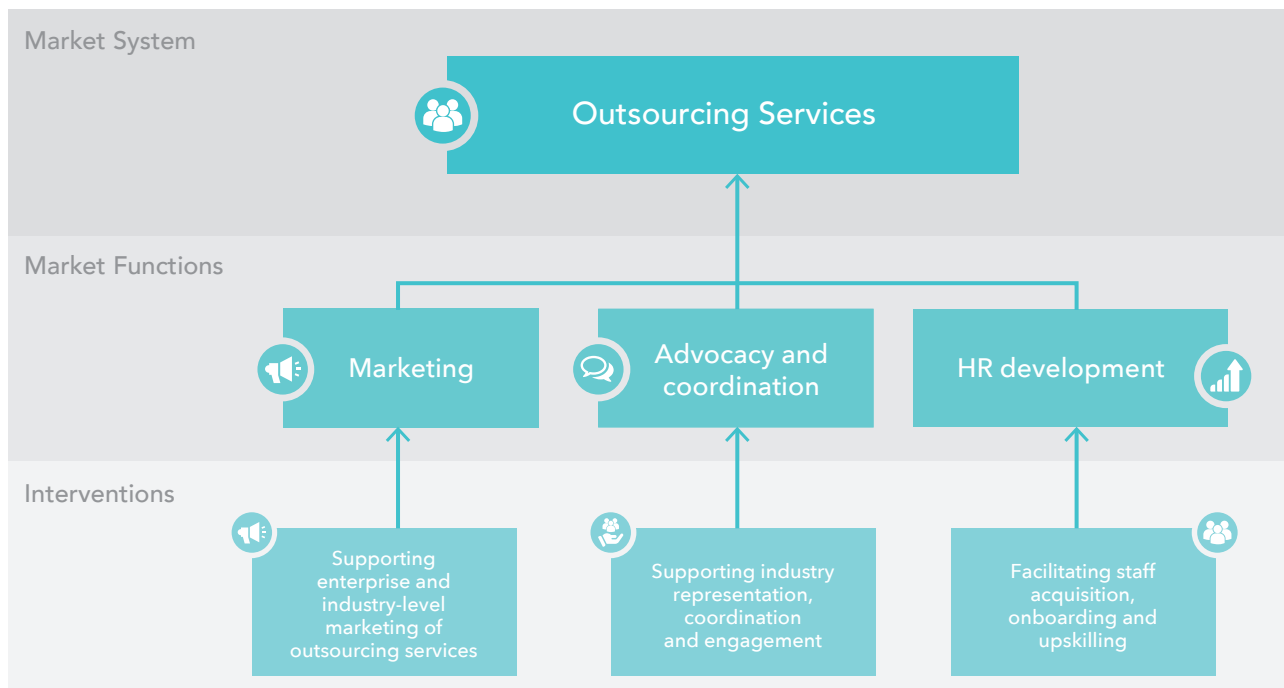 Market System
Outsourcing Services
Market Functions
Marketing
Advocacy and
coordination
HR development
Interventions
Supporting
enterprise and
industry-level
marketing of
outsourcing services
Supporting industry
representation,
coordination
and engagement
Facilitating staff
acquisition,
onboarding and
upskilling